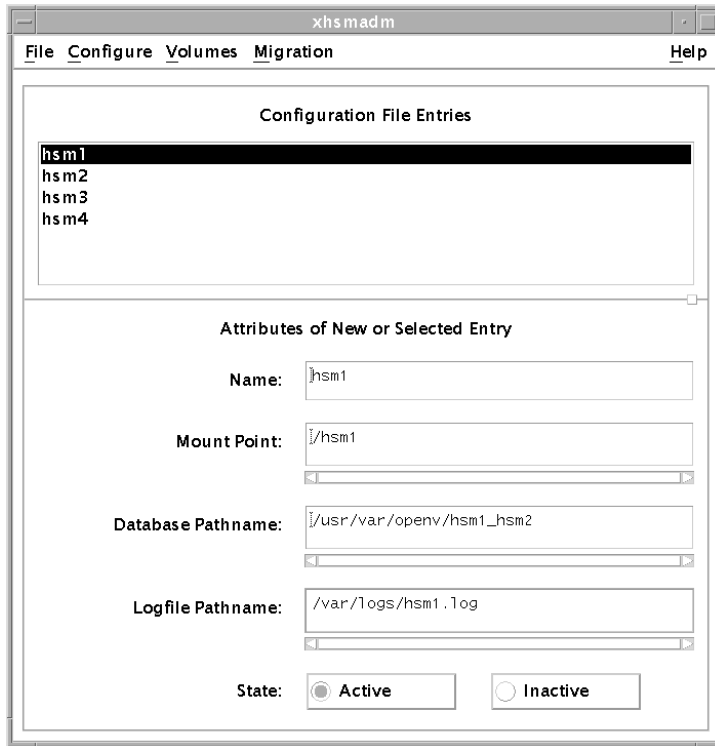 xhsmadm
File Configure Volumes Migration Help
Configuration File Entries
hsm1
hsm2
hsm3
hsm4
Attributes of New or Selected Entry
Name: hsm1
Mount Point: /hsm1
Database Pathname: /usr/var/openv/hsm1_hsm2
Logfile Pathname: /var/logs/hsm1.log
State: Active Inactive